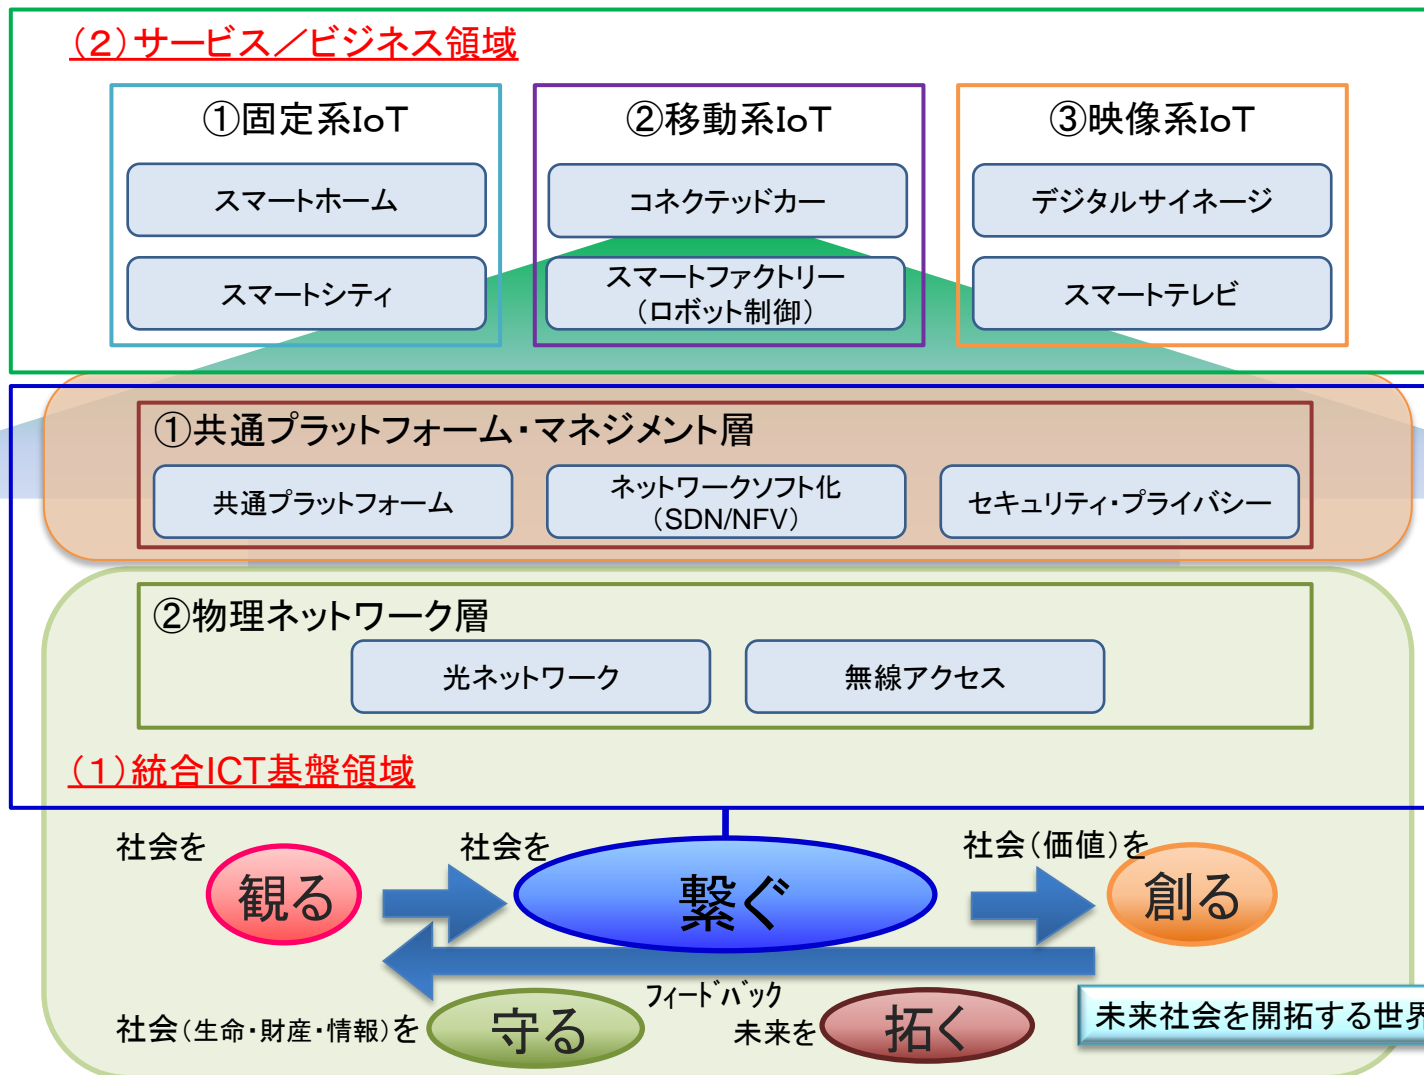 （２）サービス／ビジネス領域
①固定系IoT
スマートホーム
スマートシティ
②移動系IoT
コネクテッドカー
スマートファクトリー
（ロボット制御）
③映像系IoT
デジタルサイネージ
スマートテレビ
①共通プラットフォーム・マネジメント層
共通プラットフォーム
ネットワークソフト化
（SDN/NFV）
セキュリティ・プライバシー
②物理ネットワーク層
光ネットワーク
無線アクセス
（１）統合ICT基盤領域
社会を
観る
社会を
繋ぐ
社会（価値）を
創る
フィードバック
社会（生命・財産・情報）を
守る
未来を
拓く
未来社会を開拓する世界